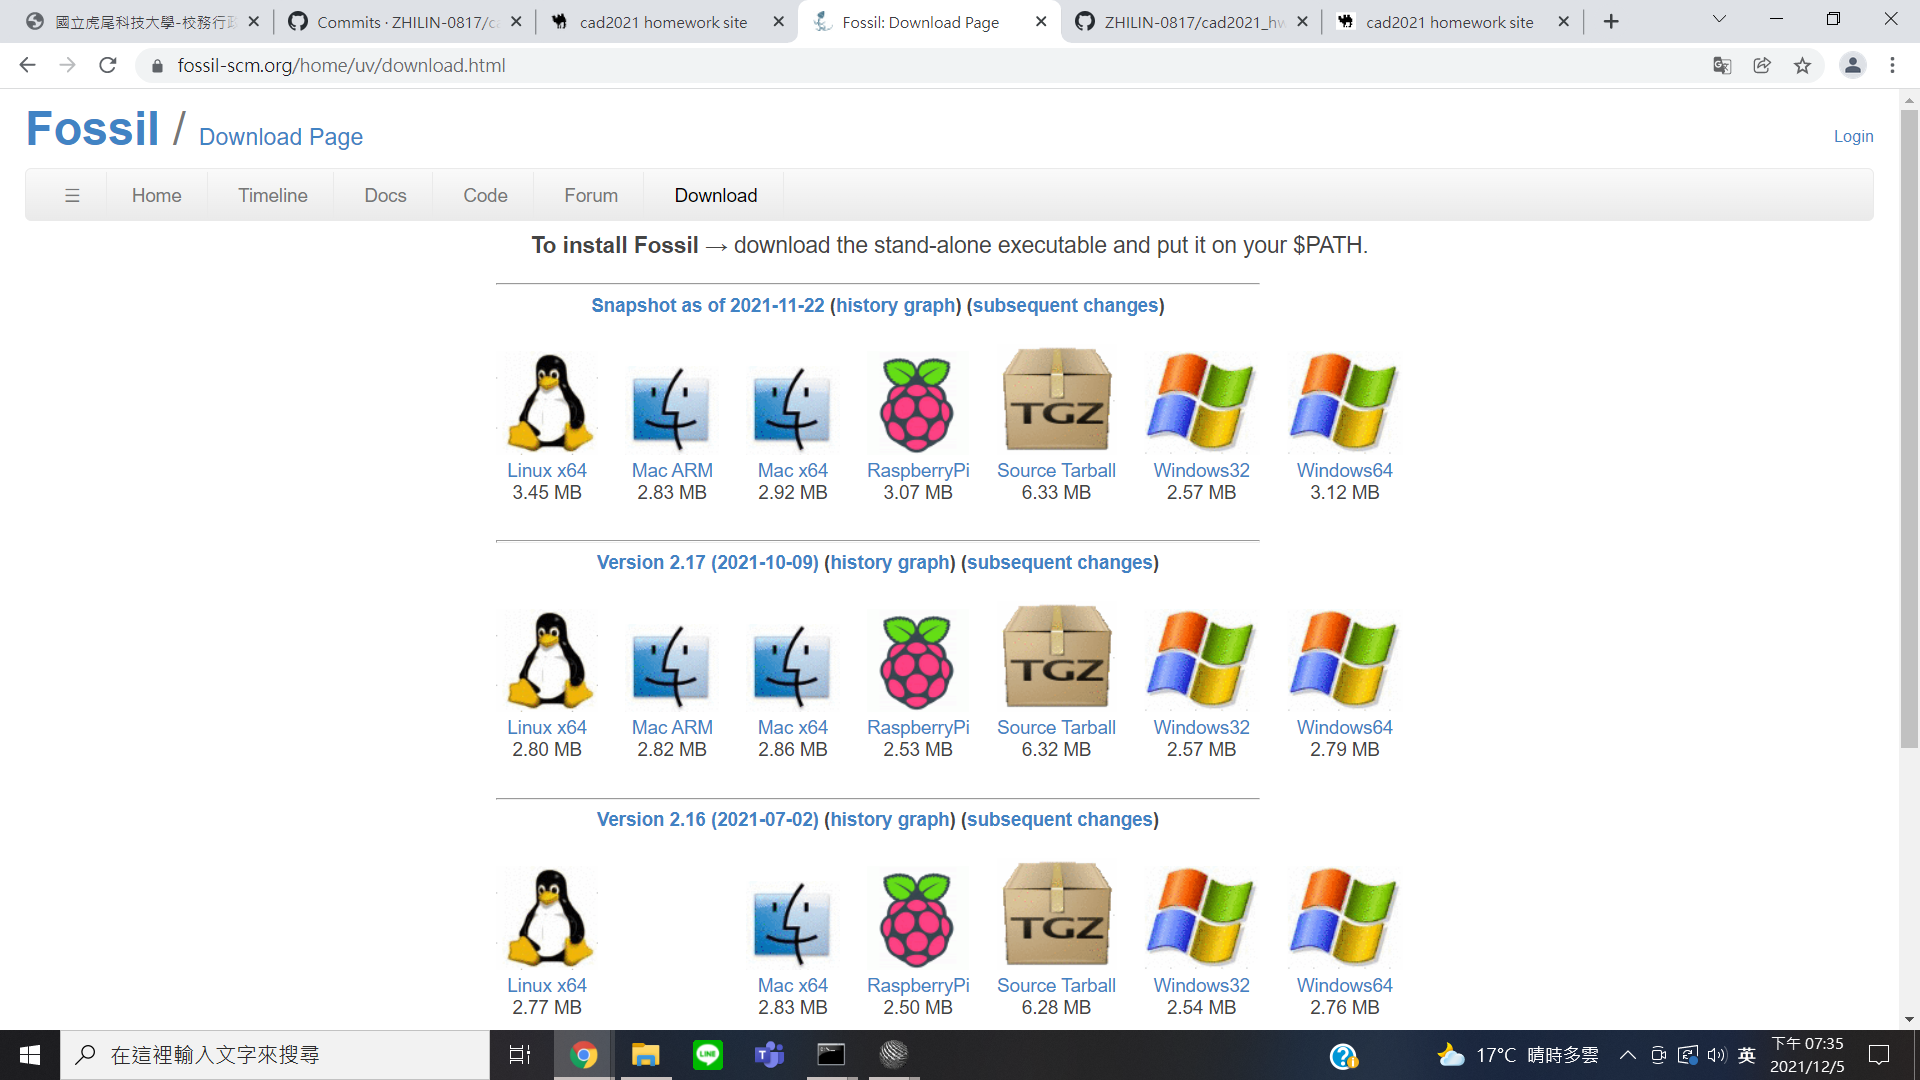 國立虎尾科技大學-校務行政
Commits · ZHILIN-0817/ca
cad2021 homework site
Fossil: Download Page
ZHILIN-0817/cad2021_hw
cad2021 homework site
fossil-scm.org/home/uv/download.html
Fossil / Download Page
Login
☰ Home Timeline Docs Code Forum Download
To install Fossil → download the stand-alone executable and put it on your $PATH.
Snapshot as of 2021-11-22 (history graph) (subsequent changes)
TGZ
Linux x64 Mac ARM Mac x64 RaspberryPi Source Tarball Windows32 Windows64
3.45 MB 2.83 MB 2.92 MB 3.07 MB 6.33 MB 2.57 MB 3.12 MB
Version 2.17 (2021-10-09) (history graph) (subsequent changes)
TGZ
Linux x64 Mac ARM Mac x64 RaspberryPi Source Tarball Windows32 Windows64
2.80 MB 2.82 MB 2.86 MB 2.53 MB 6.32 MB 2.57 MB 2.79 MB
Version 2.16 (2021-07-02) (history graph) (subsequent changes)
TGZ
Linux x64 Mac x64 RaspberryPi Source Tarball Windows32 Windows64
2.77 MB 2.83 MB 2.50 MB 6.28 MB 2.54 MB 2.76 MB
在這裡輸入文字來搜尋
LINE
17°C 晴時多雲
英
下午 07:35
2021/12/5